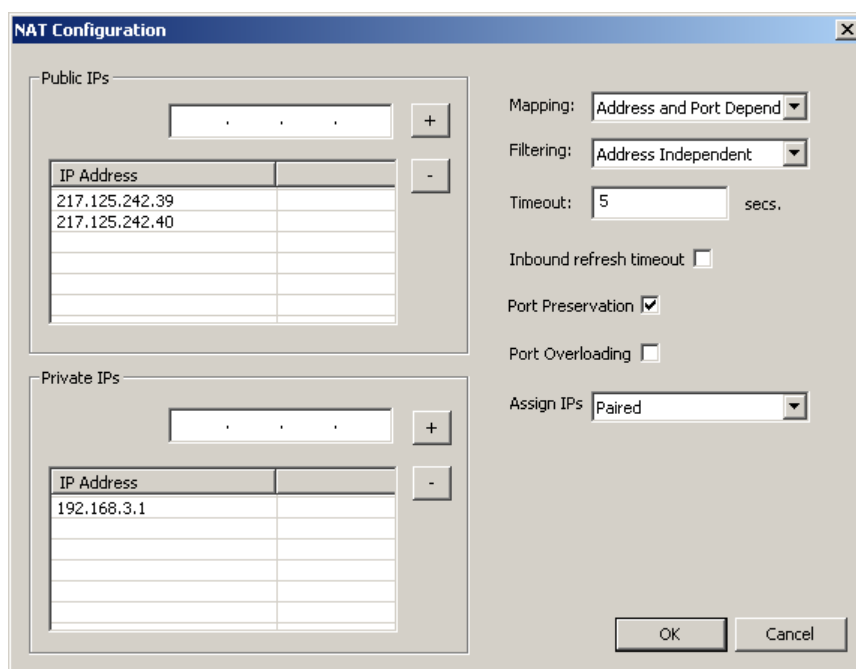 NAT Configuration
Public IPs
. . .
+
IP Address
-
217.125.242.39
217.125.242.40
Private IPs
. . .
+
IP Address
-
192.168.3.1
Mapping: Address and Port Depend
Filtering: Address Independent
Timeout: 5 secs.
Inbound refresh timeout
Port Preservation
Port Overloading
Assign IPs Paired
OK Cancel